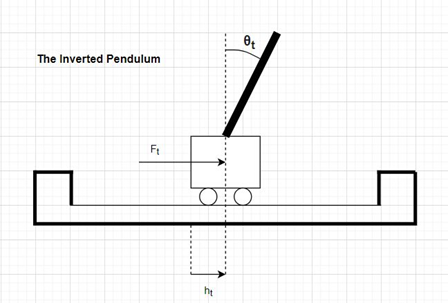 θt
The Inverted Pendulum
Ft
ht